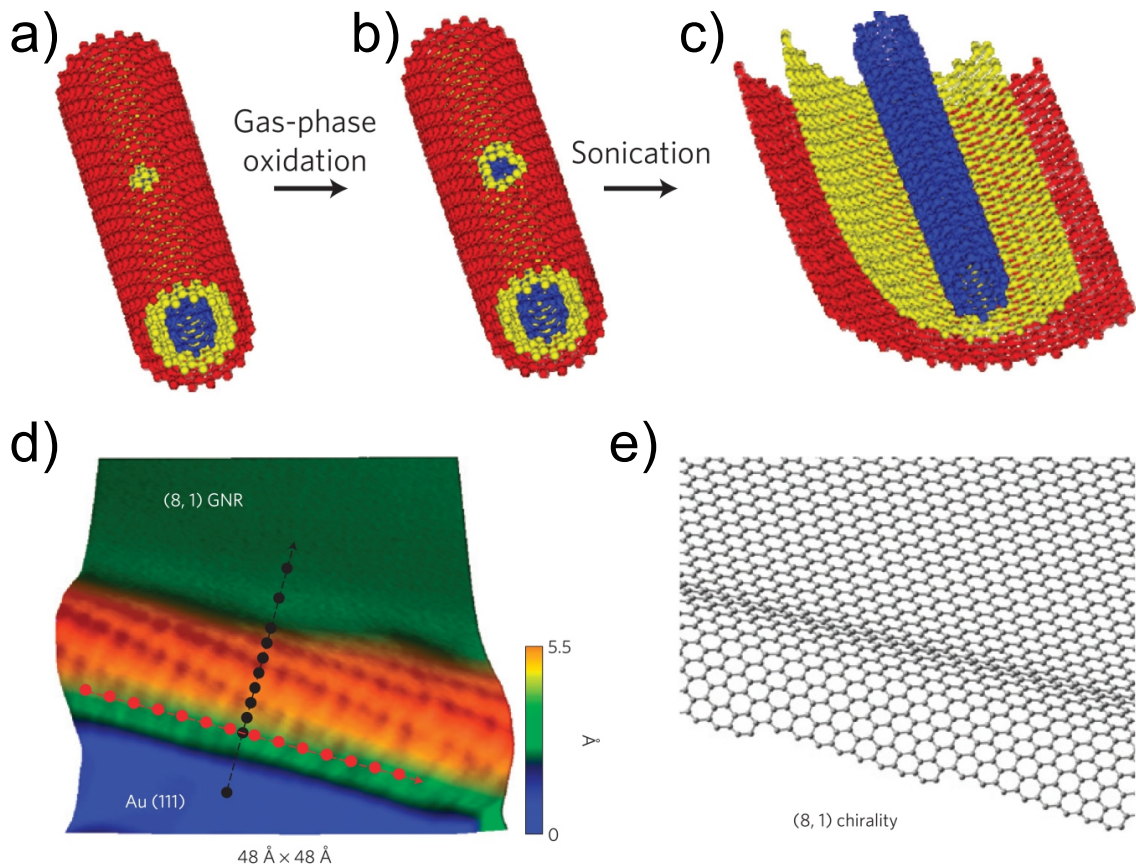 a)
b)
c)
Gas-phase
oxidation
Sonication
d)
e)
(8, 1) GNR
5.5
Å
Au (111)
0
48 Å × 48 Å
(8, 1) chirality